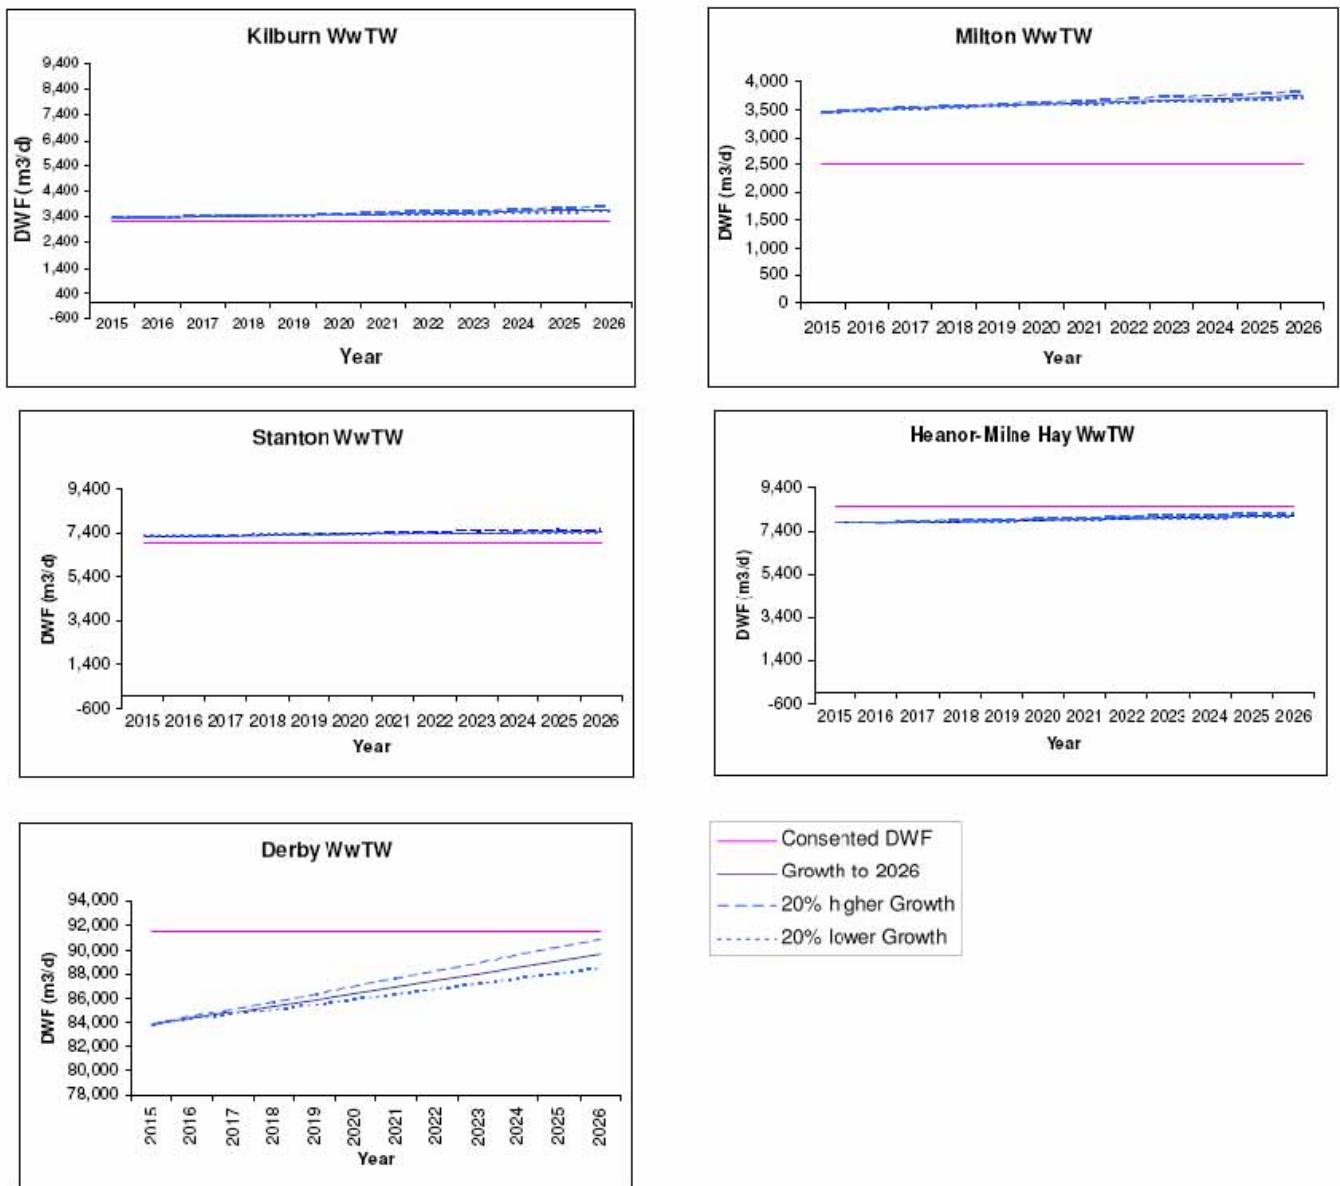 Kilburn WwTW
9,400
8,400
7,400
6,400
5,400
4,400
3,400
2,400
1,400
400
-600
DWF (m3/d)
2015 2016 2017 2018 2019 2020 2021 2022 2023 2024 2025 2026
Year
Milton WwTW
4,000
3,500
3,000
2,500
2,000
1,500
1,000
500
0
DWF (m3/d)
2015 2016 2017 2018 2019 2020 2021 2022 2023 2024 2025 2026
Year
Stanton WwTW
9,400
7,400
5,400
3,400
1,400
-600
DWF (m3/d)
2015 2016 2017 2018 2019 2020 2021 2022 2023 2024 2025 2026
Year
Heanor-Milne Hay WwTW
9,400
7,400
5,400
3,400
1,400
-600
DWF (m3/d)
2015 2016 2017 2018 2019 2020 2021 2022 2023 2024 2025 2026
Year
Derby WwTW
94,000
92,000
90,000
88,000
86,000
84,000
82,000
80,000
78,000
DWF (m3/d)
2015 2016 2017 2018 2019 2020 2021 2022 2023 2024 2025 2026
Year
Consented DWF
Growth to 2026
20% higher Growth
20% lower Growth